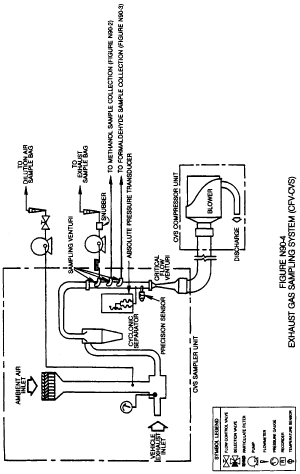 TO
DILUTION AIR
SAMPLE BAG
TO
EXHAUST
SAMPLE BAG
SNUBBER
TO METHANOL SAMPLE COLLECTION (FIGURE N90-2)
TO FORMALDEHYDE SAMPLE COLLECTION (FIGURE N90-3)
ABSOLUTE PRESSURE TRANSDUCER
SAMPLING VENTURI
CVS COMPRESSOR UNIT
BLOWER
DISCHARGE
CRITICAL
FLOW
VENTURI
CYCLONIC
SEPARATOR
PRECISION SENSOR
CVS SAMPLER UNIT
AMBIENT AIR
INLET
VEHICLE
EXHAUST
INLET
SYMBOL LEGEND
FLOW CONTROL VALVE
SELECTION VALVE
PARTICULATE FILTER
PUMP
FLOWMETER
PRESSURE GAUGE
RECORDER
TEMPERATURE SENSOR
FIGURE N90-4
EXHAUST GAS SAMPLING SYSTEM (CFV-CVS)